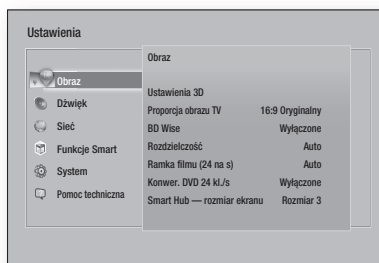 Ustawienia
Obraz
Dźwięk
Sieć
Funkcje Smart
System
Pomoc techniczna
Obraz
Ustawienia 3D
Proporcja obrazu TV 16:9 Oryginalny
BD Wise Wyłączone
Rozdzielczość Auto
Ramka filmu (24 na s) Auto
Konwer. DVD 24 kl./s Wyłączone
Smart Hub — rozmiar ekranu Rozmiar 3